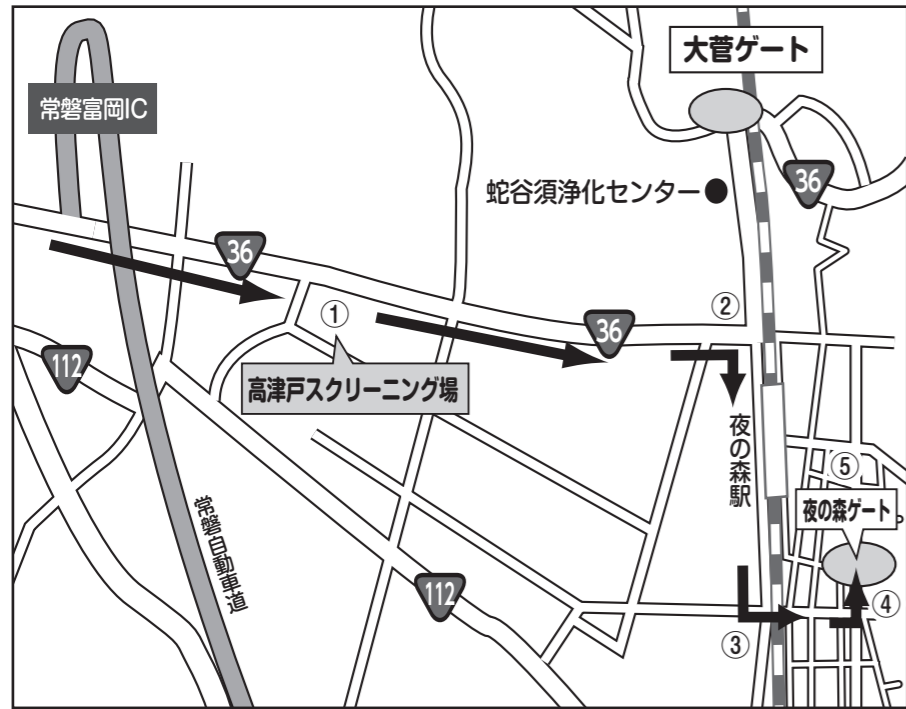 大菅ゲート
常磐富岡IC
蛇谷須浄化センター
36
36
②
①
36
112
高津戸スクリーニング場
夜の森駅
⑤
夜の森ゲート
常磐自動車道
112
④
③